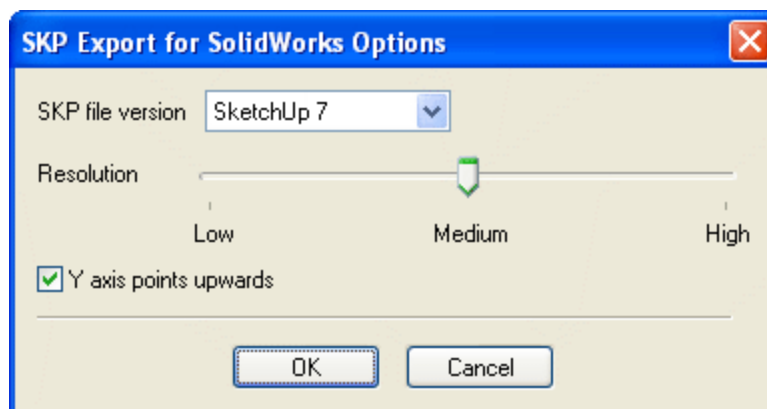 SKP Export for SolidWorks Options
SKP file version SketchUp 7
Resolution
Low Medium High
Y axis points upwards
OK Cancel